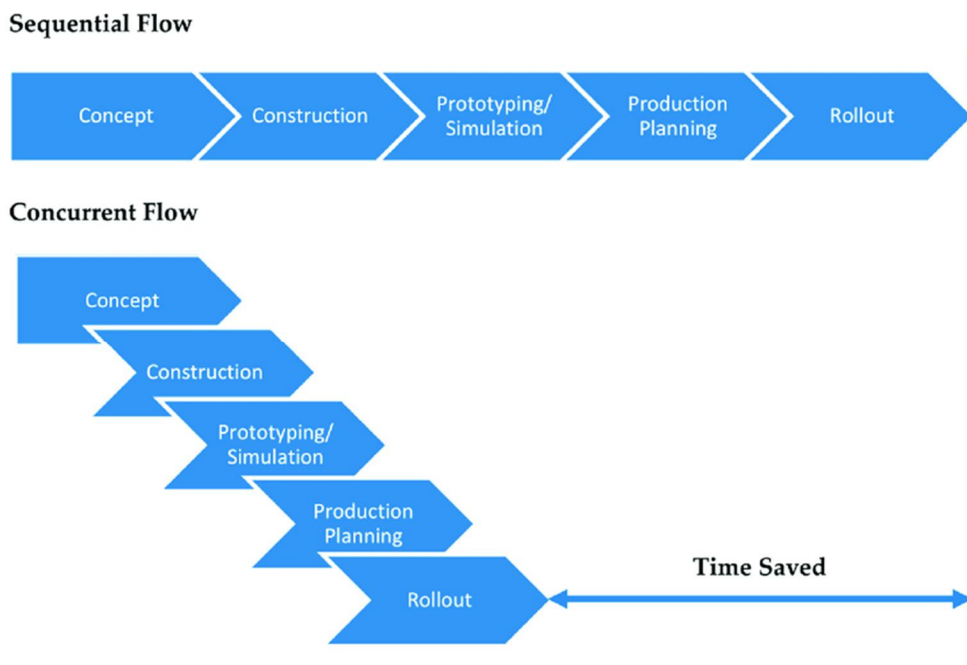 Sequential Flow
Concept
Construction
Prototyping/
Simulation
Production
Planning
Rollout
Concurrent Flow
Concept
Construction
Prototyping/
Simulation
Production
Planning
Time Saved
Rollout